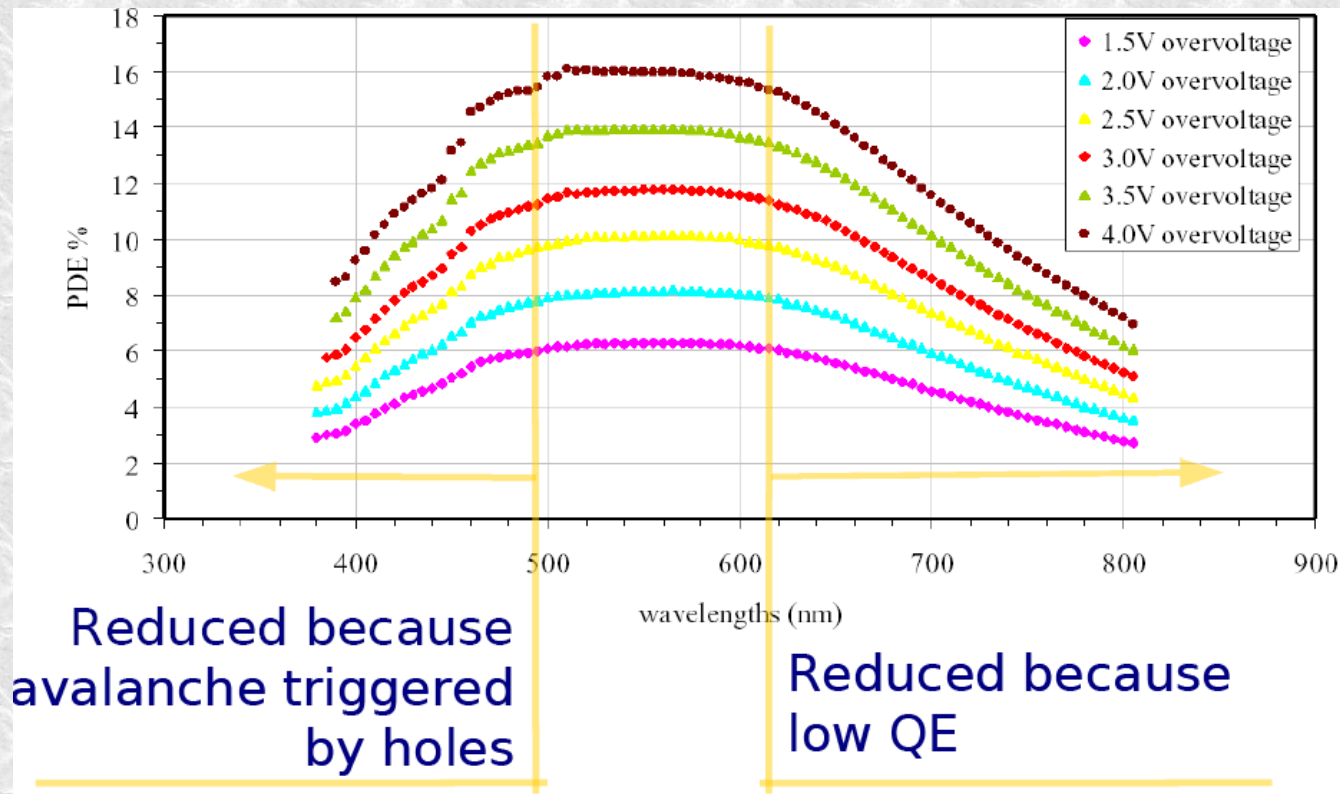 18
16
14
12
10
8
6
4
2
0
PDE %
1.5V overvoltage
2.0V overvoltage
2.5V overvoltage
3.0V overvoltage
3.5V overvoltage
4.0V overvoltage
300 400 500 600 700 800 900
wavelengths (nm)
Reduced because
avalanche triggered
by holes
Reduced because
low QE